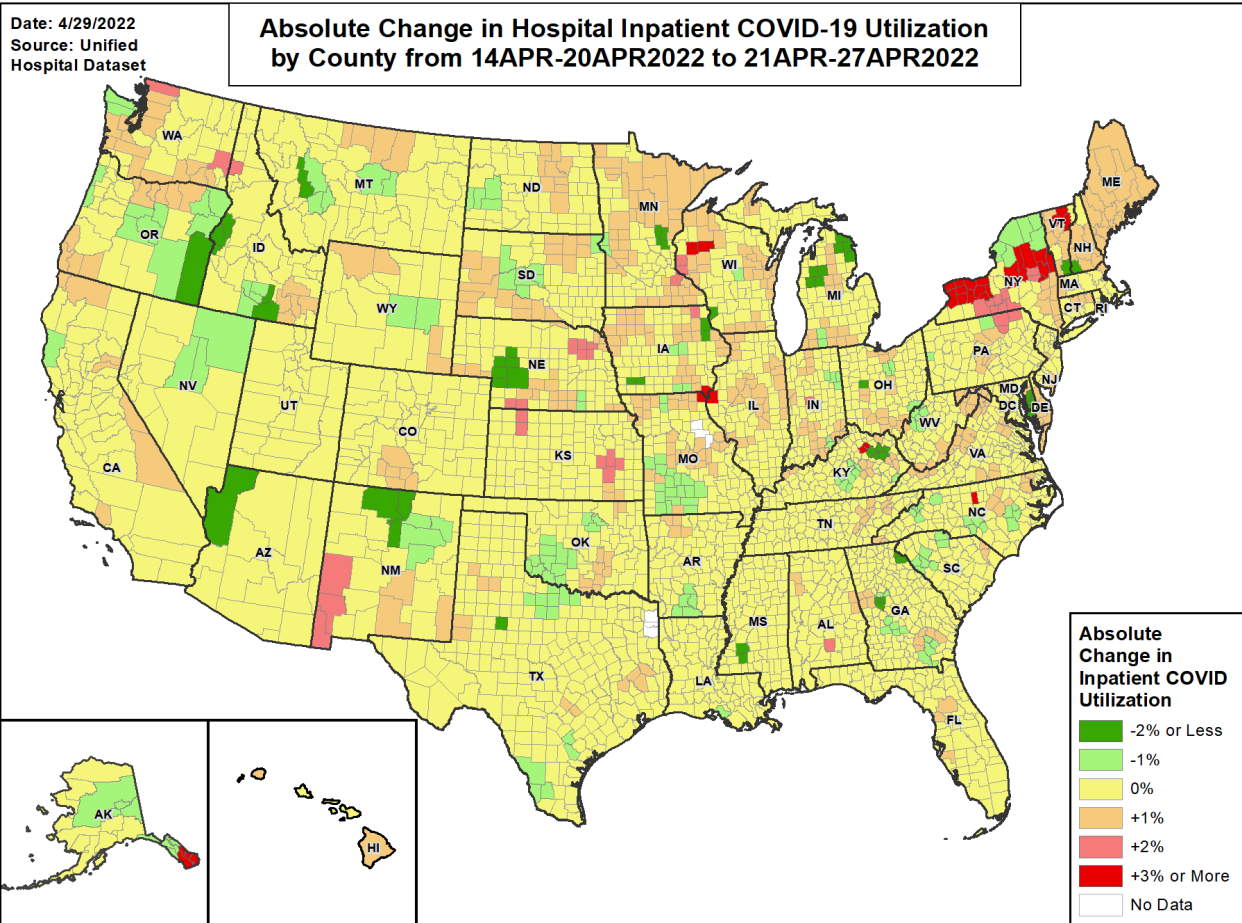 Date: 4/29/2022
Source: Unified
Hospital Dataset
Absolute Change in Hospital Inpatient COVID-19 Utilization
by County from 14APR-20APR2022 to 21APR-27APR2022
WA
MT
ND
MN
ME
VT
NH
OR
ID
SD
WI
MI
NY
MA
CT
RI
WY
IA
PA
NJ
NE
NV
UT
CO
IL
IN
OH
MD
DC
DE
WV
VA
CA
KS
MO
KY
NC
TN
AZ
NM
OK
AR
SC
MS
AL
GA
TX
LA
FL
AK
HI
Absolute
Change in
Inpatient COVID
Utilization
-2% or Less
-1%
0%
+1%
+2%
+3% or More
No Data